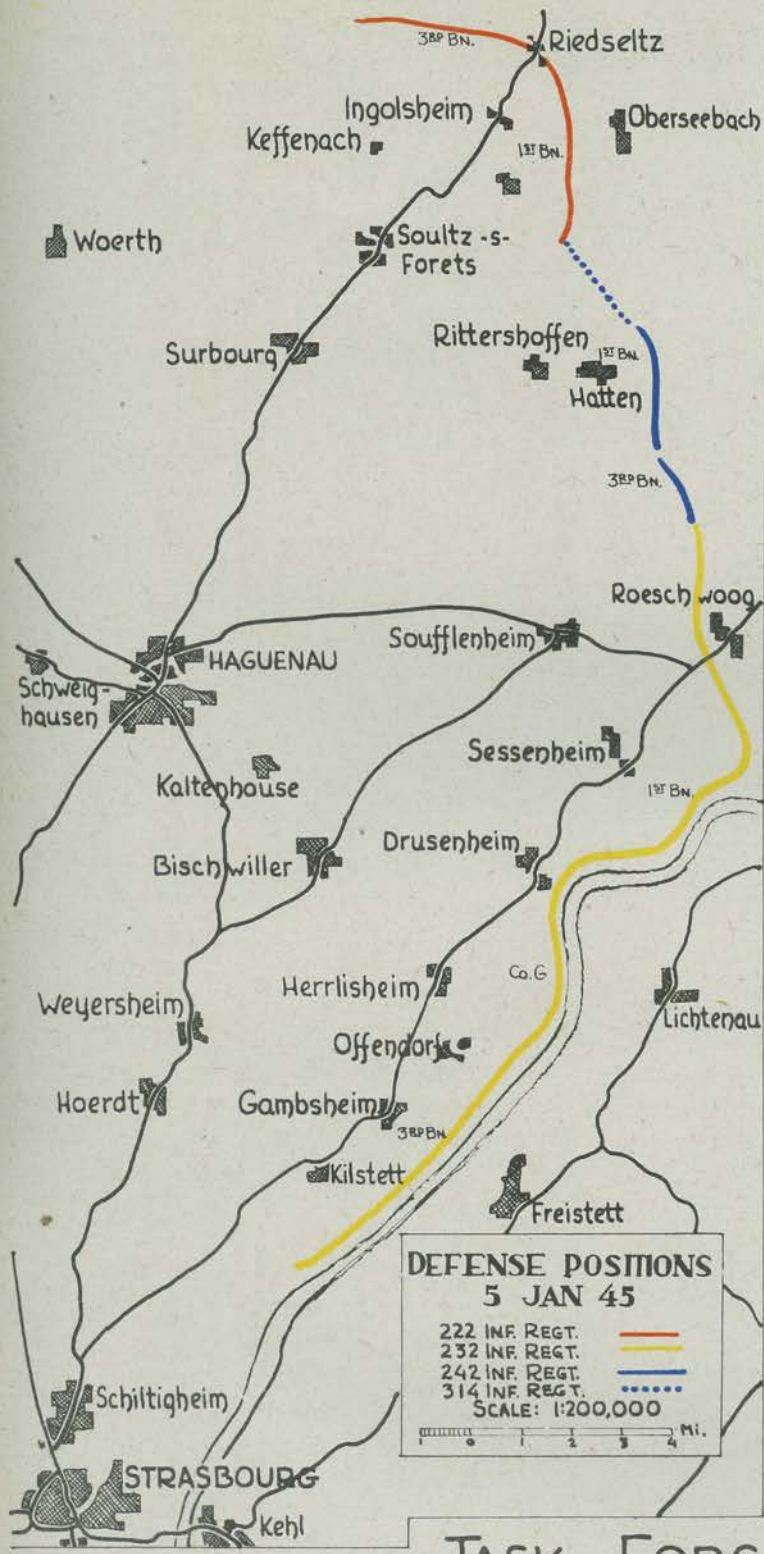 3RD BN.
Riedseltz
Ingolsheim
Oberseebach
Keffenach
1ST BN.
Woerth
Soultz -s-
Forets
Rittershoffen
Surbourg
1ST BN.
Hatten
3RD BN.
Roeschwoog
Soufflenheim
HAGUENAU
Schweig-
hausen
Sessenheim
Kaltenhouse
1ST BN.
Drusenheim
Bischwiller
Co. G
Herrlisheim
Weyersheim
Lichtenau
Offendorf
Hoerdt
Gambsheim
3RD BN.
Kilstett
Freistett
DEFENSE POSITIONS
5 JAN 45
222 INF. REGT.
232 INF. REGT.
242 INF. REGT.
314 INF. REGT.
SCALE: 1:200,000
1 0 1 2 3 4 Mi.
Schiltigheim
STRASBOURG
Kehl